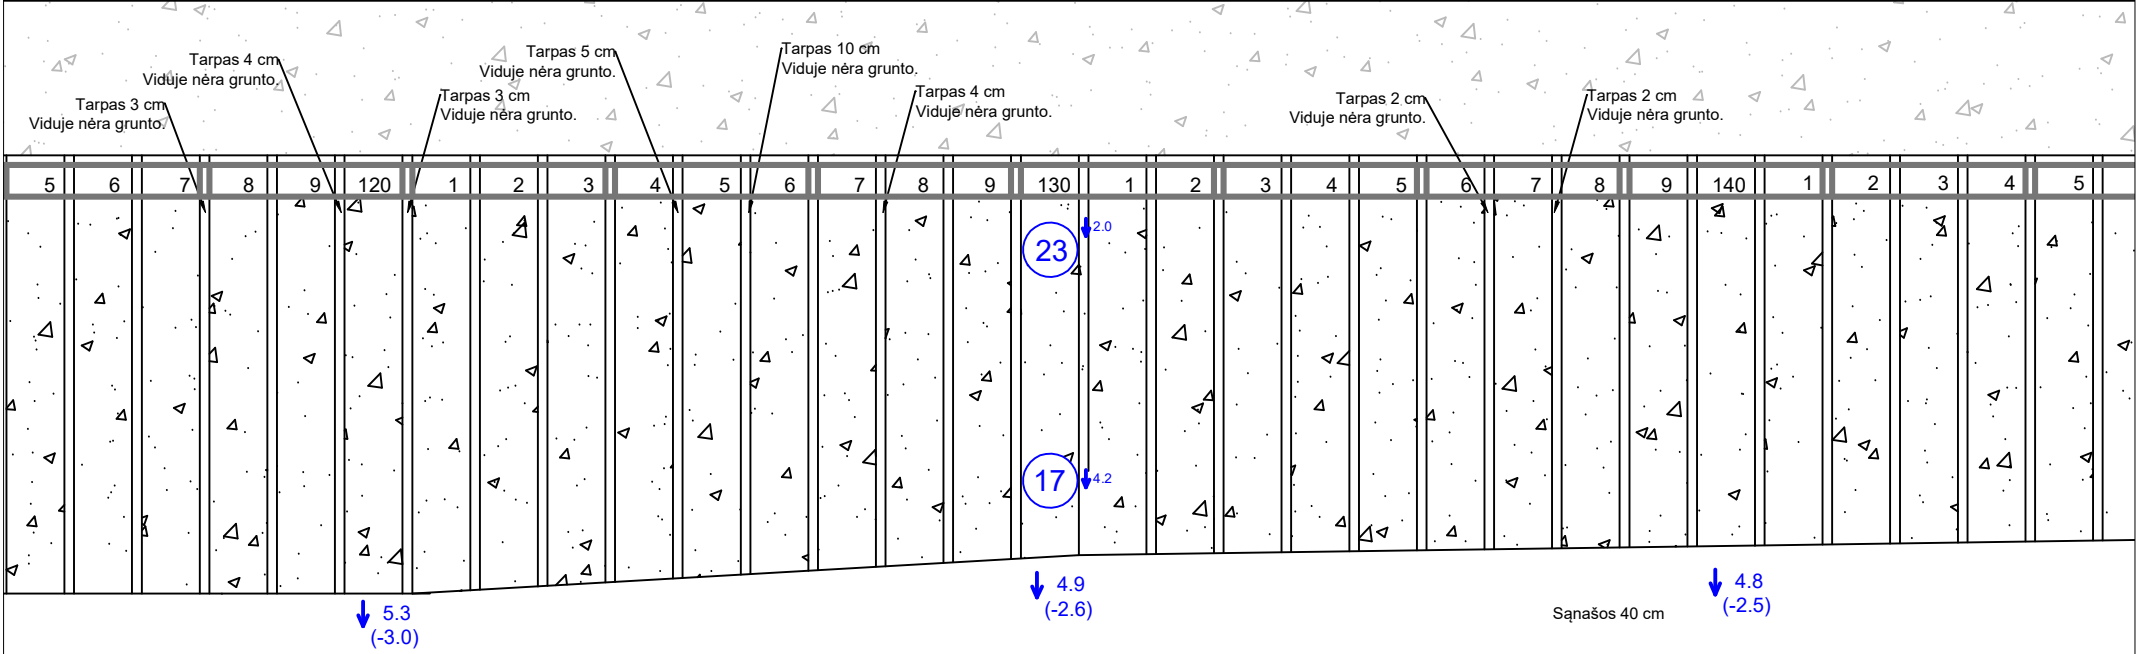 Tarpas 4 cm
Viduje nėra grunto.
Tarpas 5 cm
Viduje nėra grunto.
Tarpas 10 cm
Viduje nėra grunto.
Tarpas 3 cm
Viduje nėra grunto.
Tarpas 3 cm
Viduje nėra grunto.
Tarpas 4 cm
Viduje nėra grunto.
Tarpas 2 cm
Viduje nėra grunto.
Tarpas 2 cm
Viduje nėra grunto.
5 6 7 8 9 120 1 2 3 4 5 6 7 8 9 130 1 2 3 4 5 6 7 8 9 140 1 2 3 4 5
2.0
23
17
4.2
5.3
(-3.0)
4.9
(-2.6)
4.8
(-2.5)
Sąnašos 40 cm